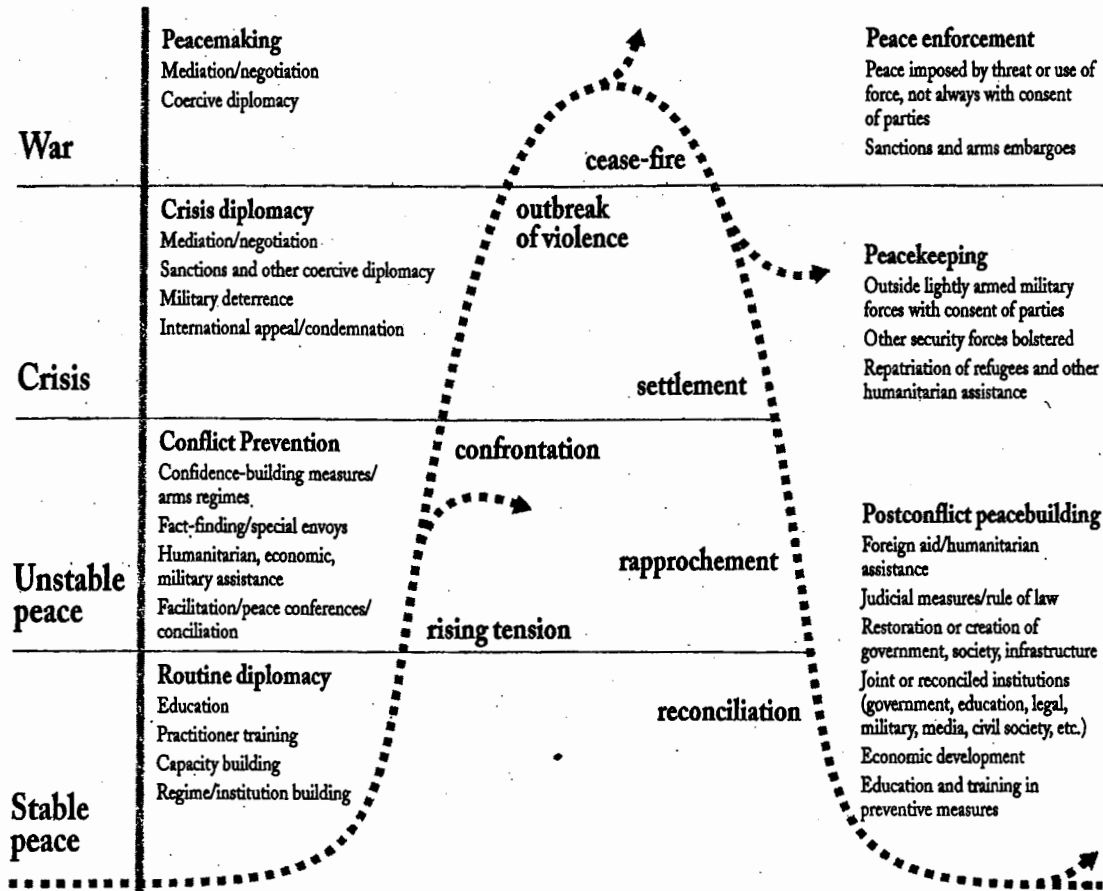 Peacemaking
Mediation/negotiation
Coercive diplomacy
War
Peace enforcement
Peace imposed by threat or use of
force, not always with consent
of parties
Sanctions and arms embargoes
cease-fire
Crisis diplomacy
Mediation/negotiation
Sanctions and other coercive diplomacy
Military deterrence
International appeal/condemnation
Crisis
outbreak
of violence
Peacekeeping
Outside lightly armed military
forces with consent of parties
Other security forces bolstered
Repatriation of refugees and other
humanitarian assistance
settlement
Conflict Prevention
Confidence-building measures/
arms regimes
Fact-finding/special envoys
Humanitarian, economic,
military assistance
Facilitation/peace conferences/
conciliation
Unstable
peace
confrontation
rapprochement
rising tension
Postconflict peacebuilding
Foreign aid/humanitarian
assistance
Judicial measures/rule of law
Restoration or creation of
government, society, infrastructure
Joint or reconciled institutions
(government, education, legal,
military, media, civil society, etc.)
Economic development
Education and training in
preventive measures
Routine diplomacy
Education
Practitioner training
Capacity building
Regime/institution building
Stable
peace
reconciliation